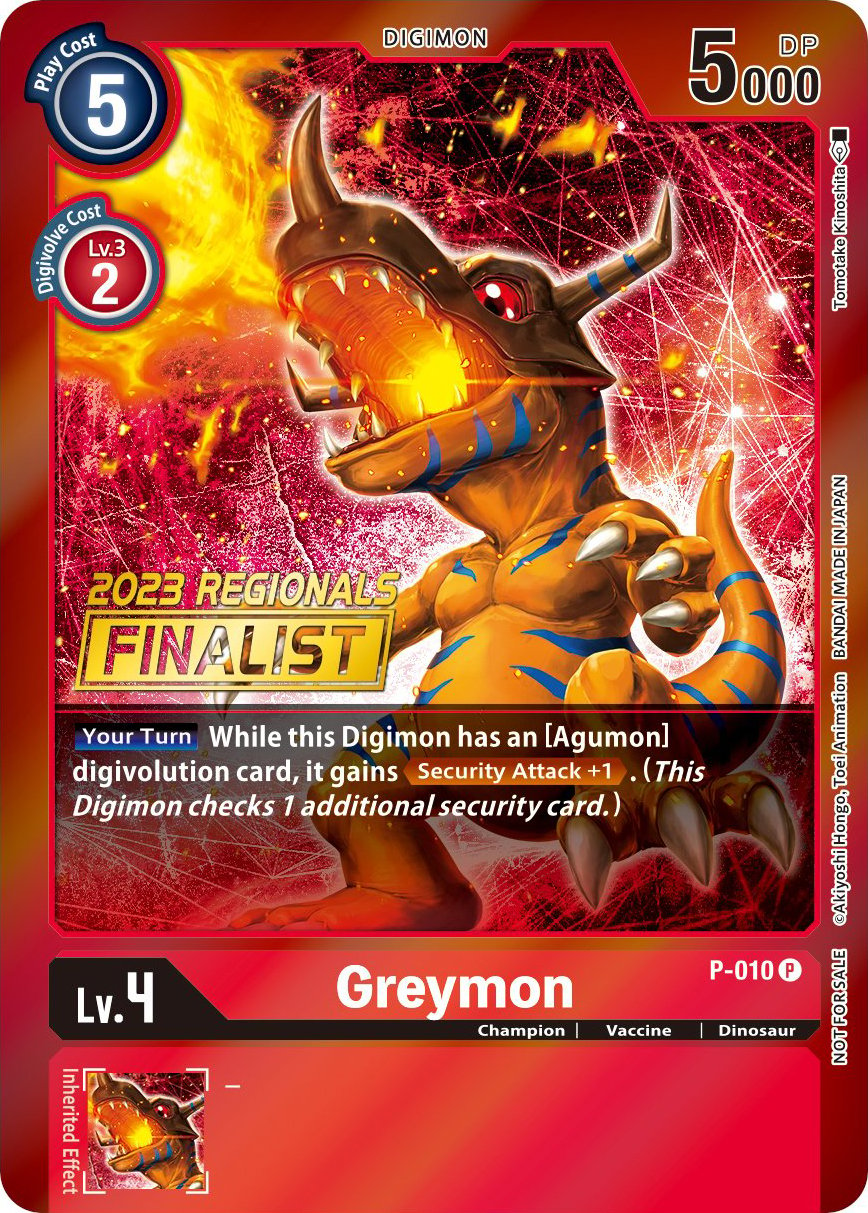 DIGIMON
Play Cost
5
DP
5000
Digivolve Cost
Lv.3
2
Tomotake Kinoshita
2023 REGIONALS
FINALIST
Your Turn While this Digimon has an [Agumon]
digivolution card, it gains Security Attack +1 . (This
Digimon checks 1 additional security card.)
©Akiyoshi Hongo, Toei Animation BANDAI MADE IN JAPAN
NOT FOR SALE
Lv.4
Greymon
P-010 P
Champion | Vaccine | Dinosaur
Inherited Effect
–